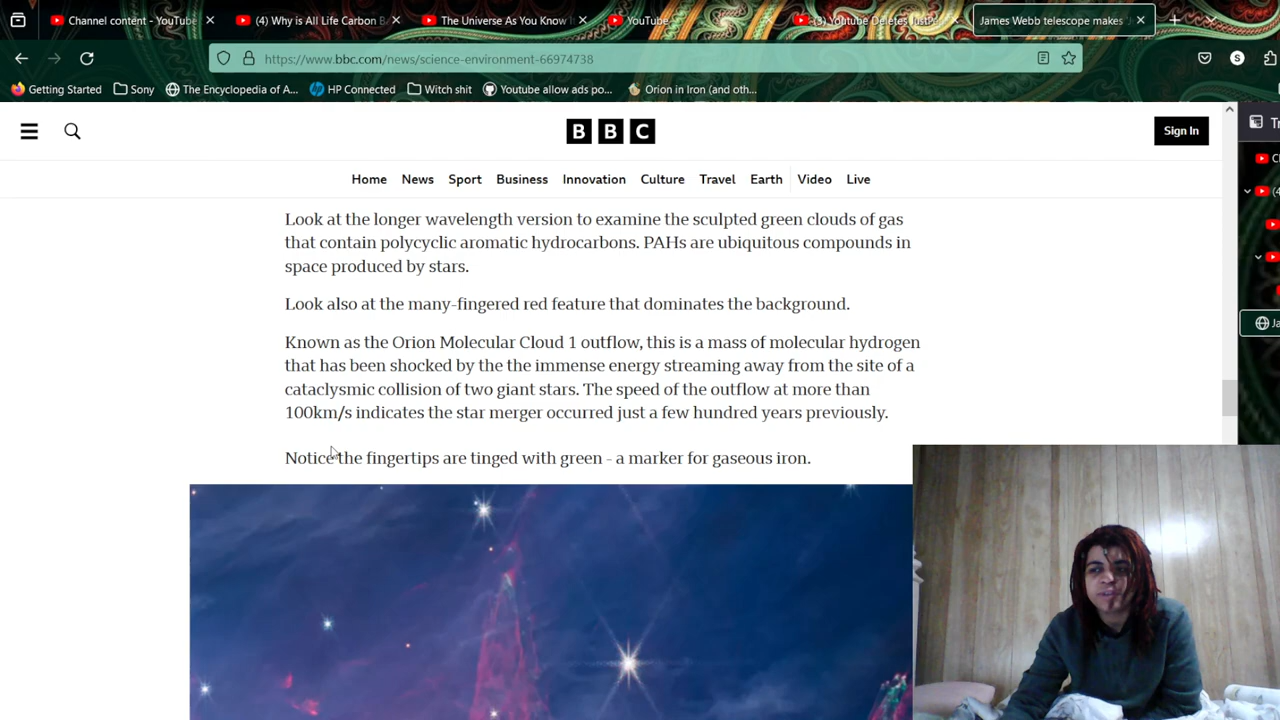 Channel content - YouTube
(4) Why is All Life Carbon B
The Universe As You Know I
YouTube
(3) Youtube Deletes JustP
James Webb telescope makes 'J
https://www.bbc.com/news/science-environment-66974738
S
Getting Started
Sony
The Encyclopedia of A...
HP Connected
Witch shit
Youtube allow ads po...
Orion in Iron (and oth...
BBC
Sign In
Tr
Home
News
Sport
Business
Innovation
Culture
Travel
Earth
Video
Live
C
(4
Ja
Look at the longer wavelength version to examine the sculpted green clouds of gas
that contain polycyclic aromatic hydrocarbons. PAHs are ubiquitous compounds in
space produced by stars.
Look also at the many-fingered red feature that dominates the background.
Known as the Orion Molecular Cloud 1 outflow, this is a mass of molecular hydrogen
that has been shocked by the the immense energy streaming away from the site of a
cataclysmic collision of two giant stars. The speed of the outflow at more than
100km/s indicates the star merger occurred just a few hundred years previously.
Notice the fingertips are tinged with green - a marker for gaseous iron.